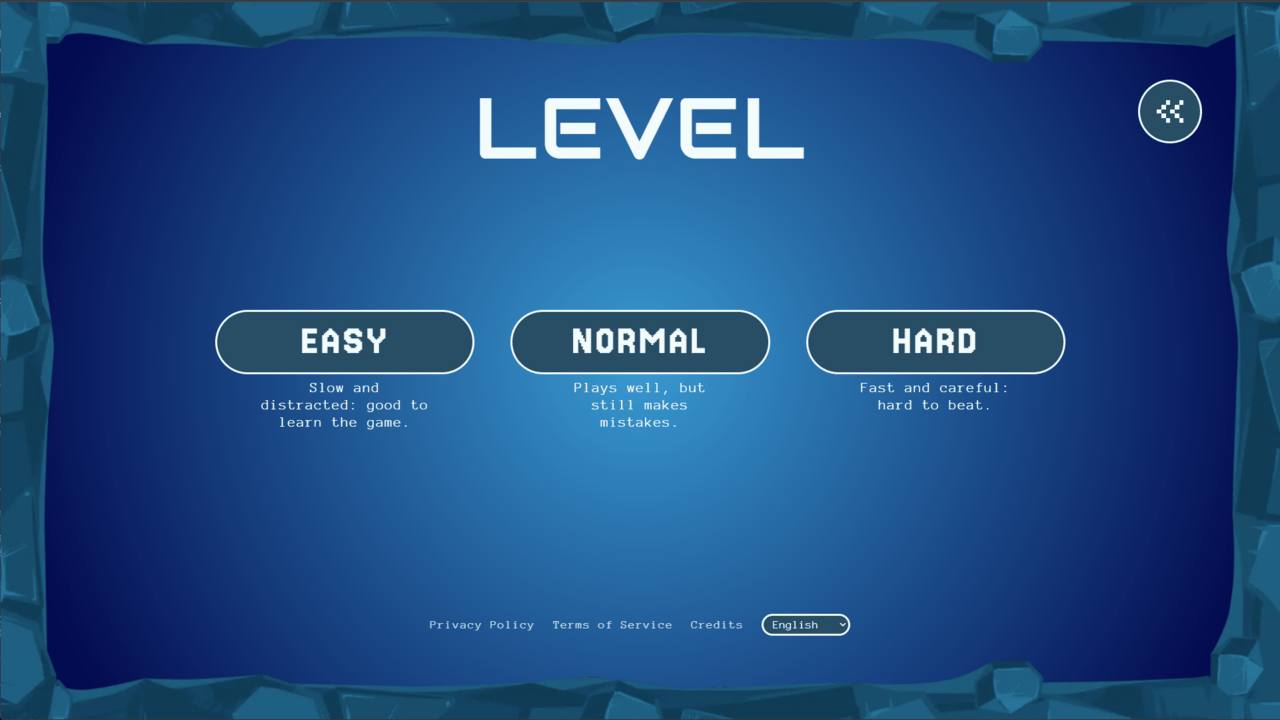 LEVEL
EASY
NORMAL
HARD
Slow and
distracted: good to
learn the game.
Plays well, but
still makes
mistakes.
Fast and careful:
hard to beat.
Privacy Policy
Terms of Service
Credits
English